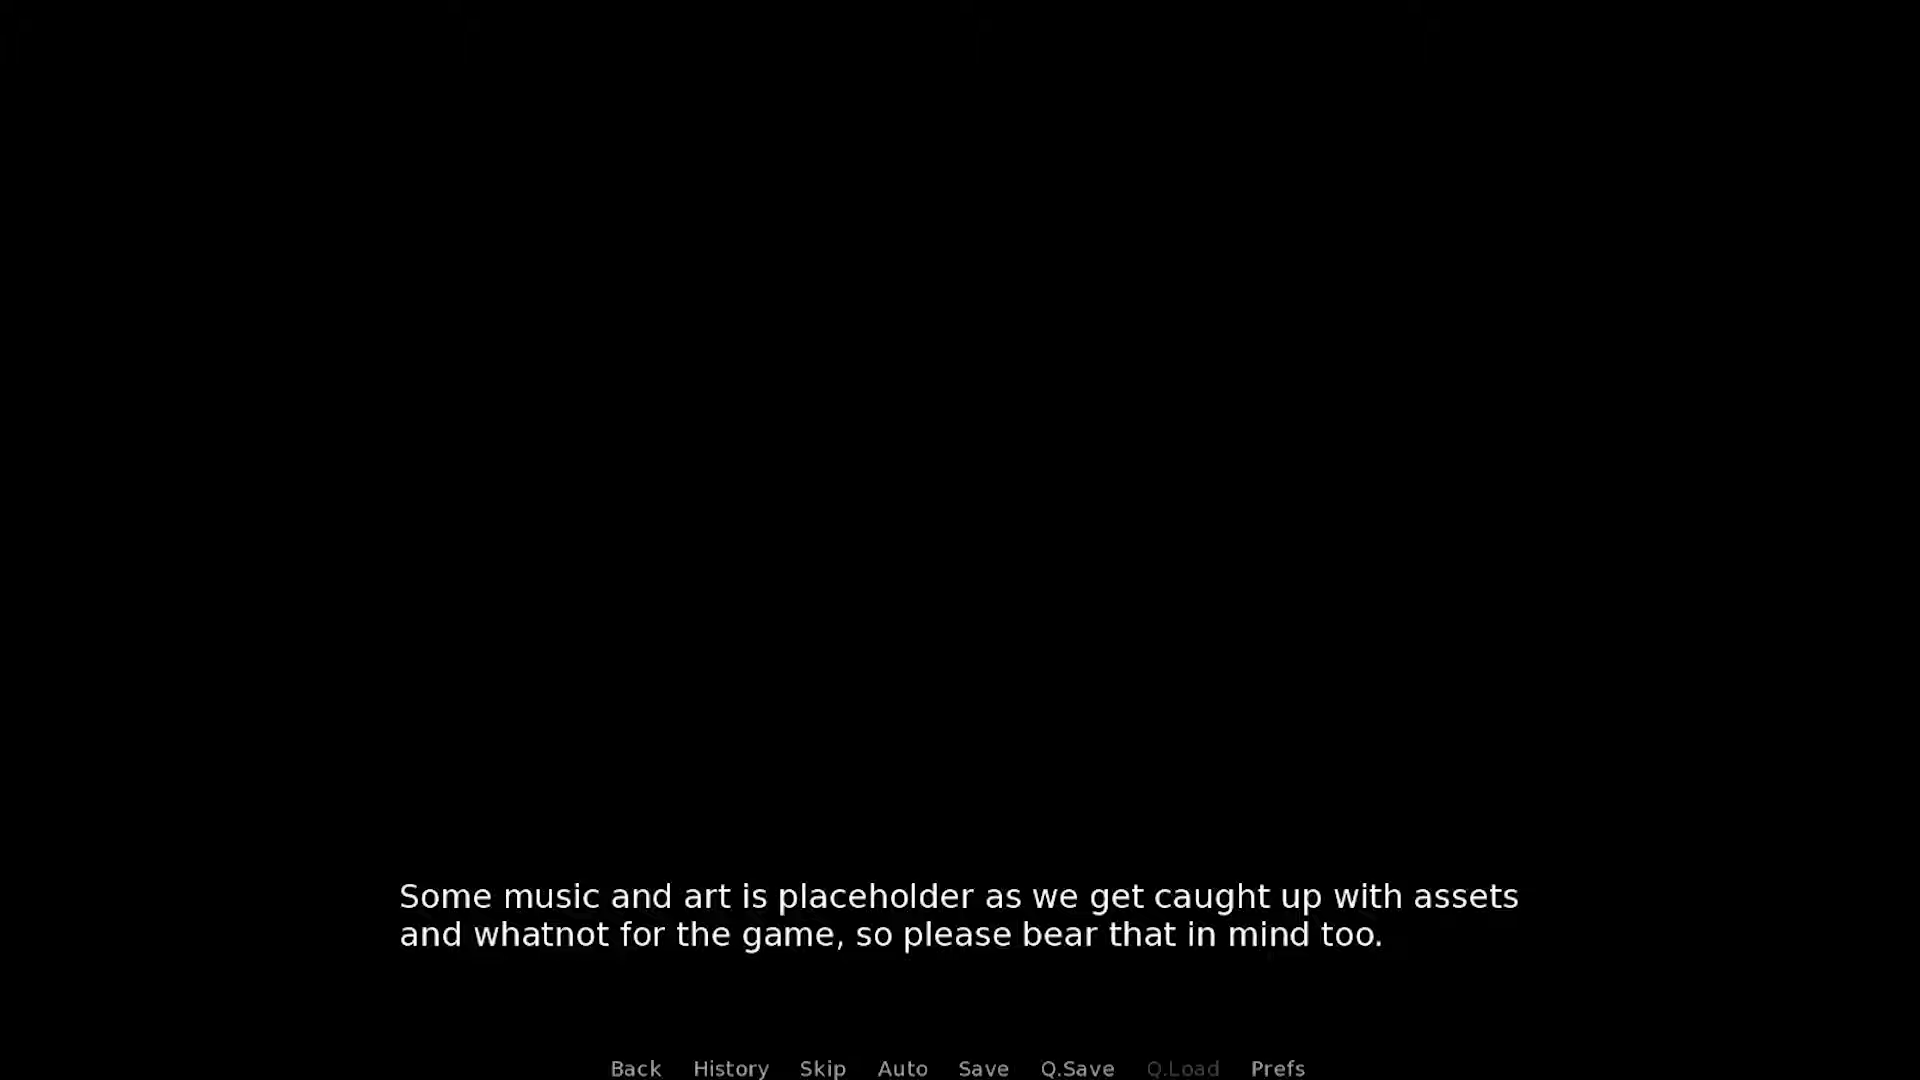 Some music and art is placeholder as we get caught up with assets
and whatnot for the game, so please bear that in mind too.
Back History Skip Auto Save Q.Save Q.Load Prefs